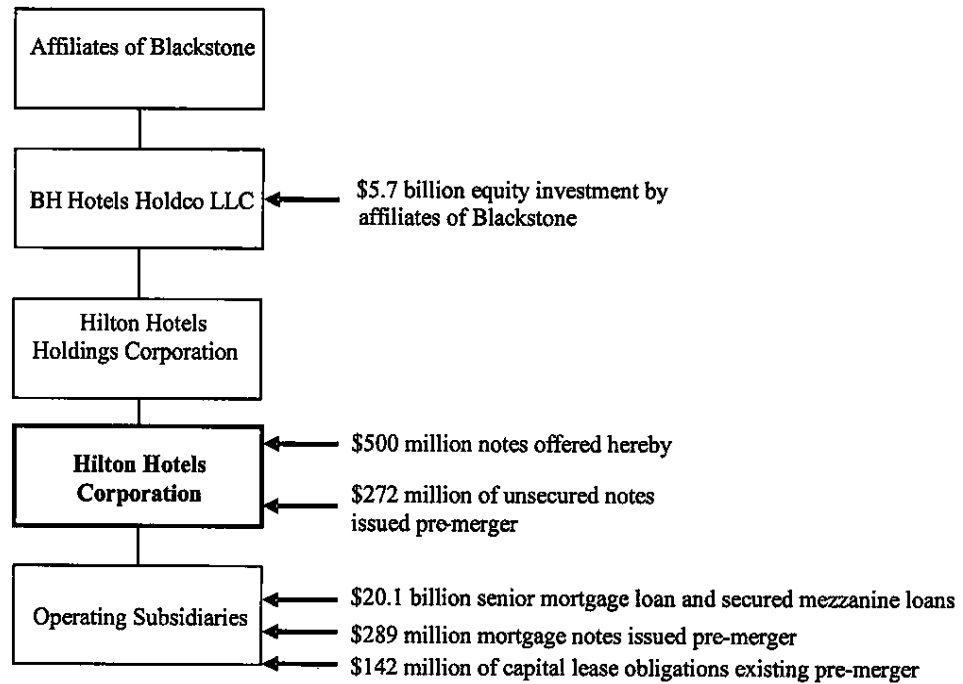 Affiliates of Blackstone
BH Hotels Holdco LLC
$5.7 billion equity investment by
affiliates of Blackstone
Hilton Hotels
Holdings Corporation
Hilton Hotels
Corporation
$500 million notes offered hereby
$272 million of unsecured notes
issued pre-merger
Operating Subsidiaries
$20.1 billion senior mortgage loan and secured mezzanine loans
$289 million mortgage notes issued pre-merger
$142 million of capital lease obligations existing pre-merger